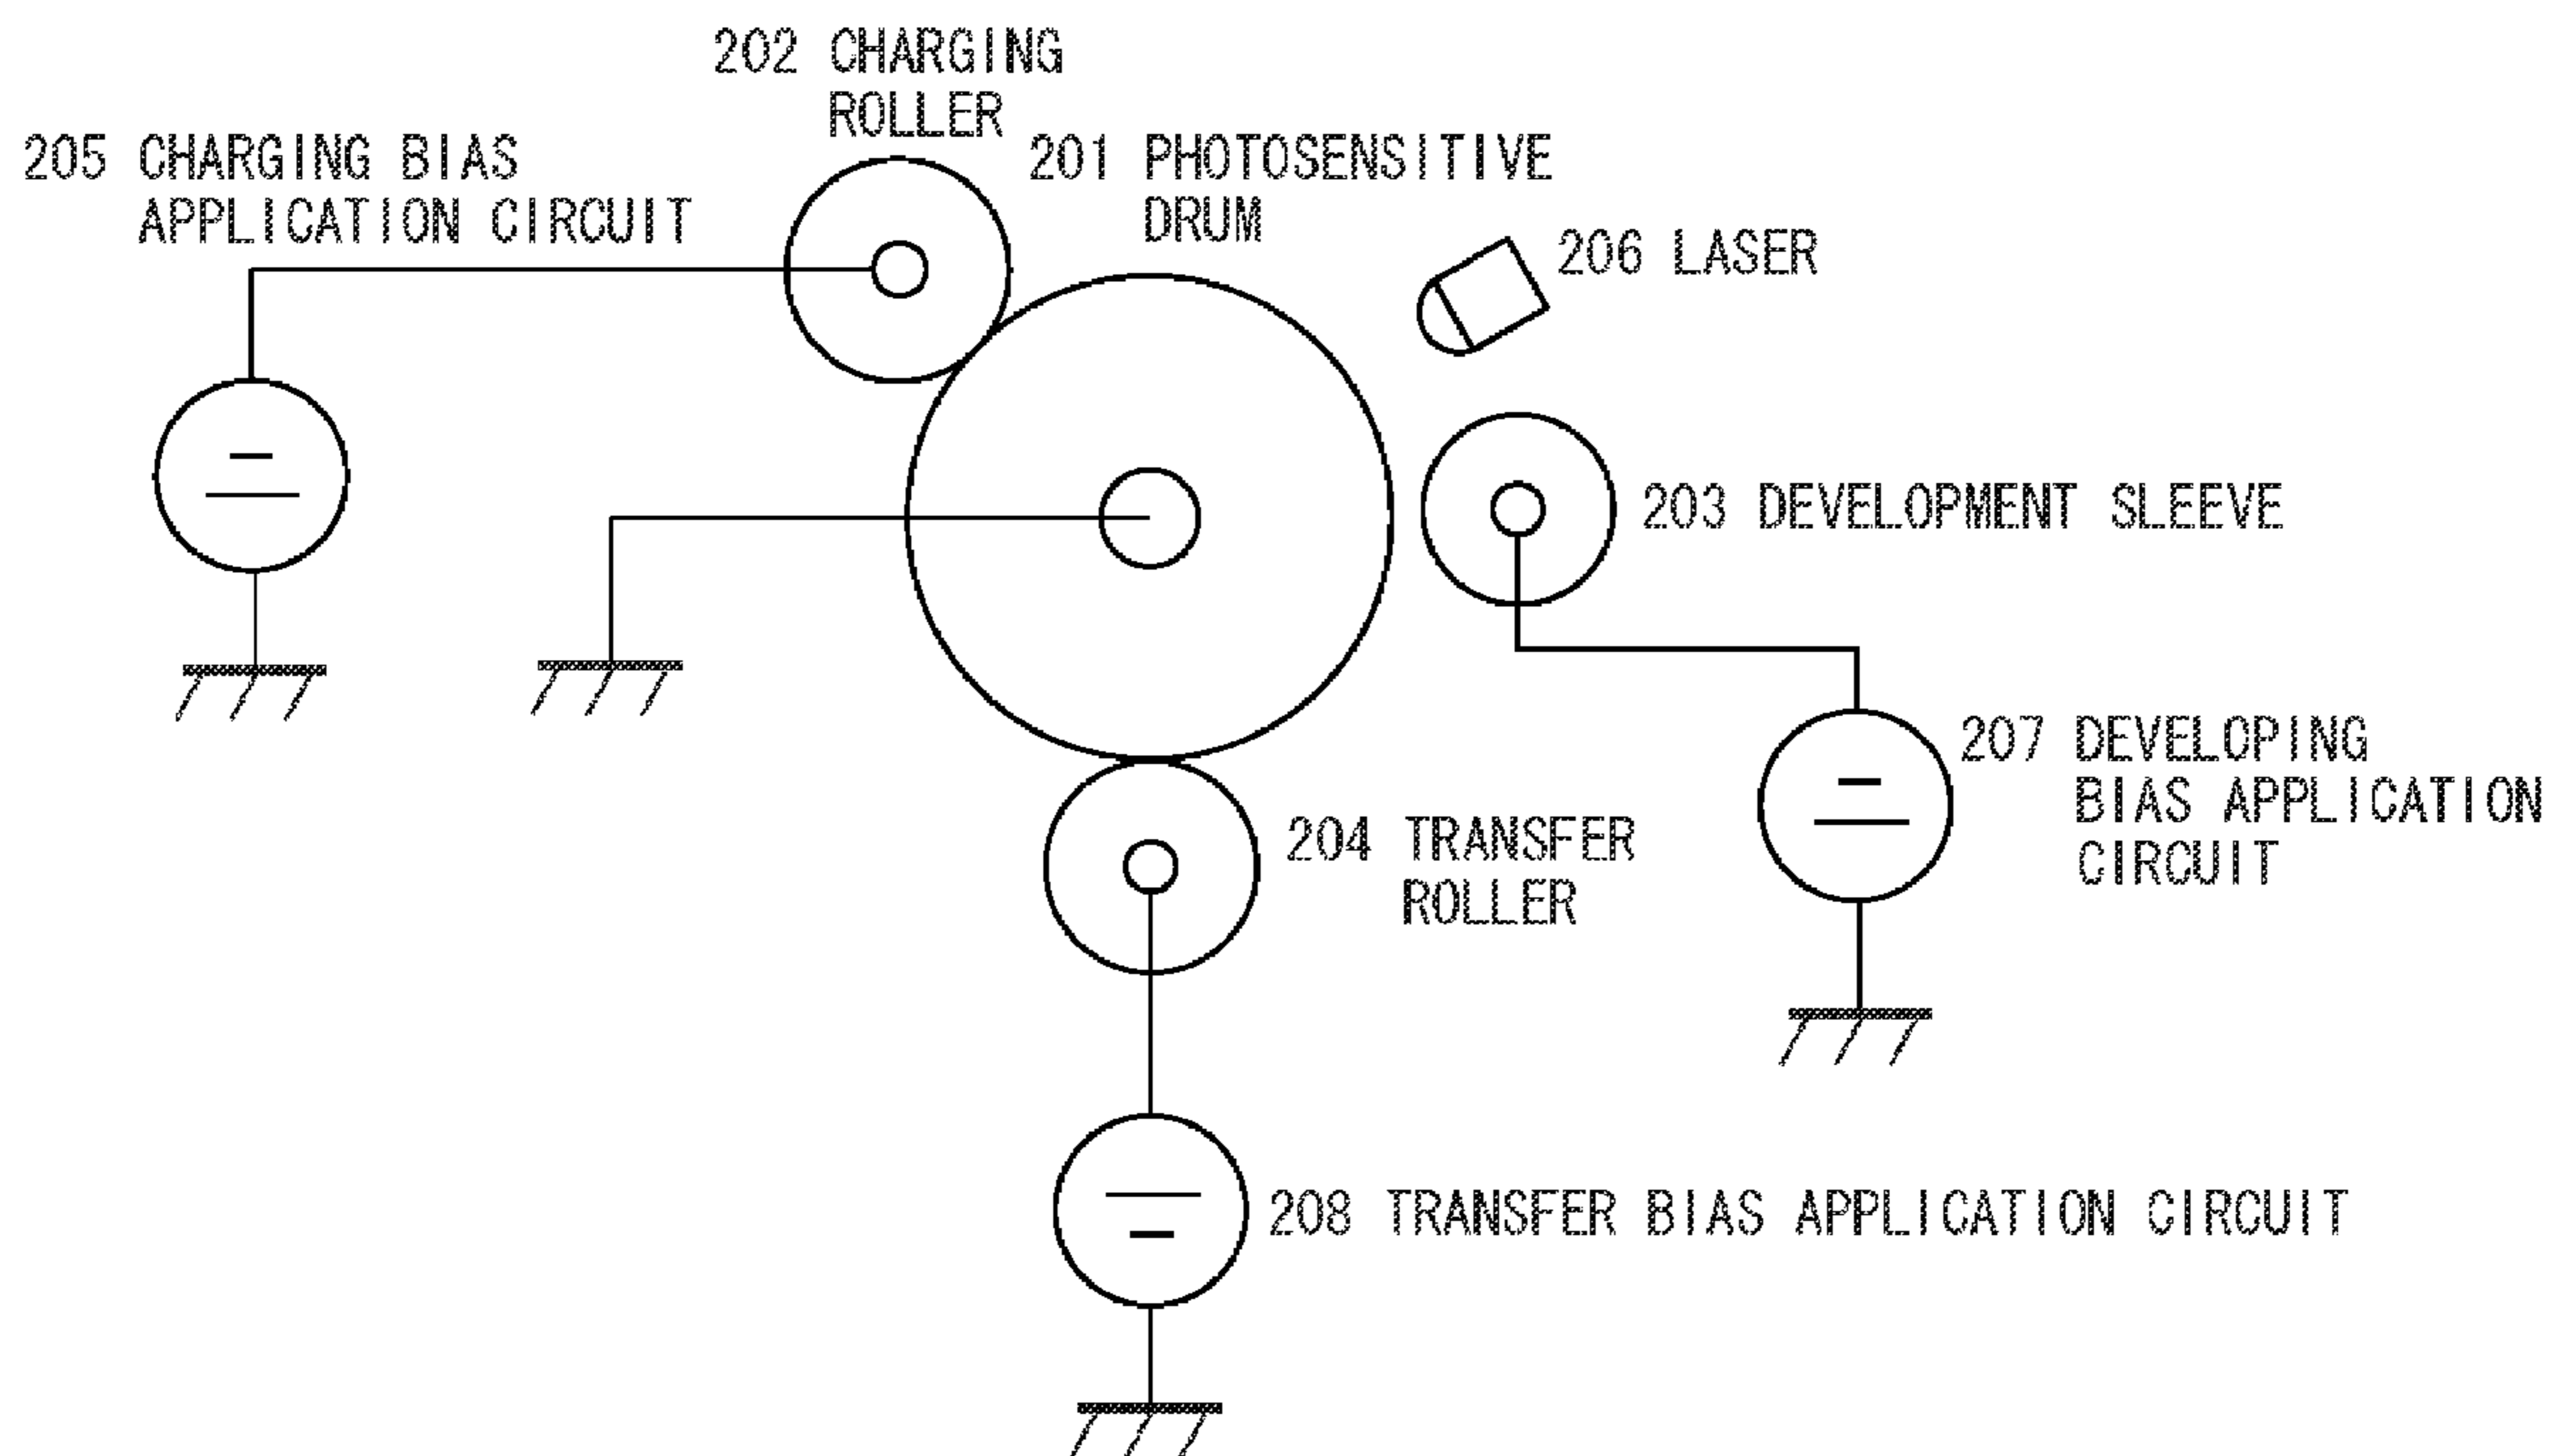 202 CHARGING
ROLLER
205 CHARGING BIAS
APPLICATION CIRCUIT
201 PHOTOSENSITIVE
DRUM
206 LASER
203 DEVELOPMENT SLEEVE
207 DEVELOPING
BIAS APPLICATION
CIRCUIT
204 TRANSFER
ROLLER
208 TRANSFER BIAS APPLICATION CIRCUIT